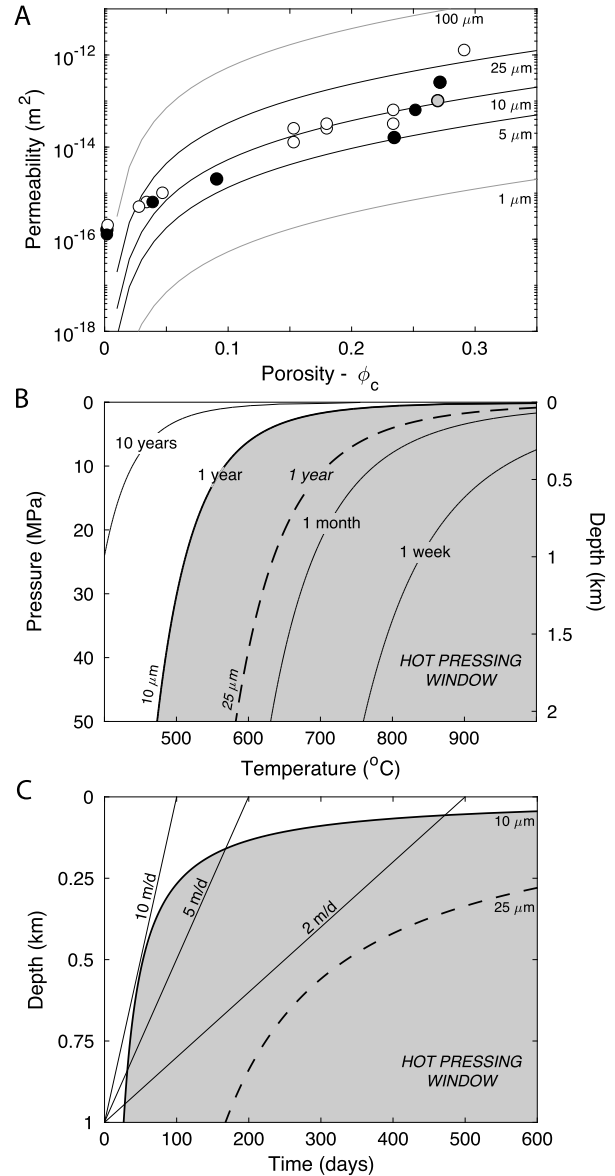 A
Permeability (m²)
10⁻¹²
10⁻¹⁴
10⁻¹⁶
10⁻¹⁸
100 μm
25 μm
10 μm
5 μm
1 μm
0
0.1
0.2
0.3
Porosity - ϕc
B
Pressure (MPa)
0
10
20
30
40
50
0
0.5
1
1.5
2
Depth (km)
10 years
1 year
1 year
1 month
1 week
10 μm
25 μm
HOT PRESSING
WINDOW
500
600
700
800
900
Temperature (°C)
C
Depth (km)
0
0.25
0.5
0.75
1
10 m/d
5 m/d
2 m/d
10 μm
25 μm
HOT PRESSING
WINDOW
0
100
200
300
400
500
600
Time (days)